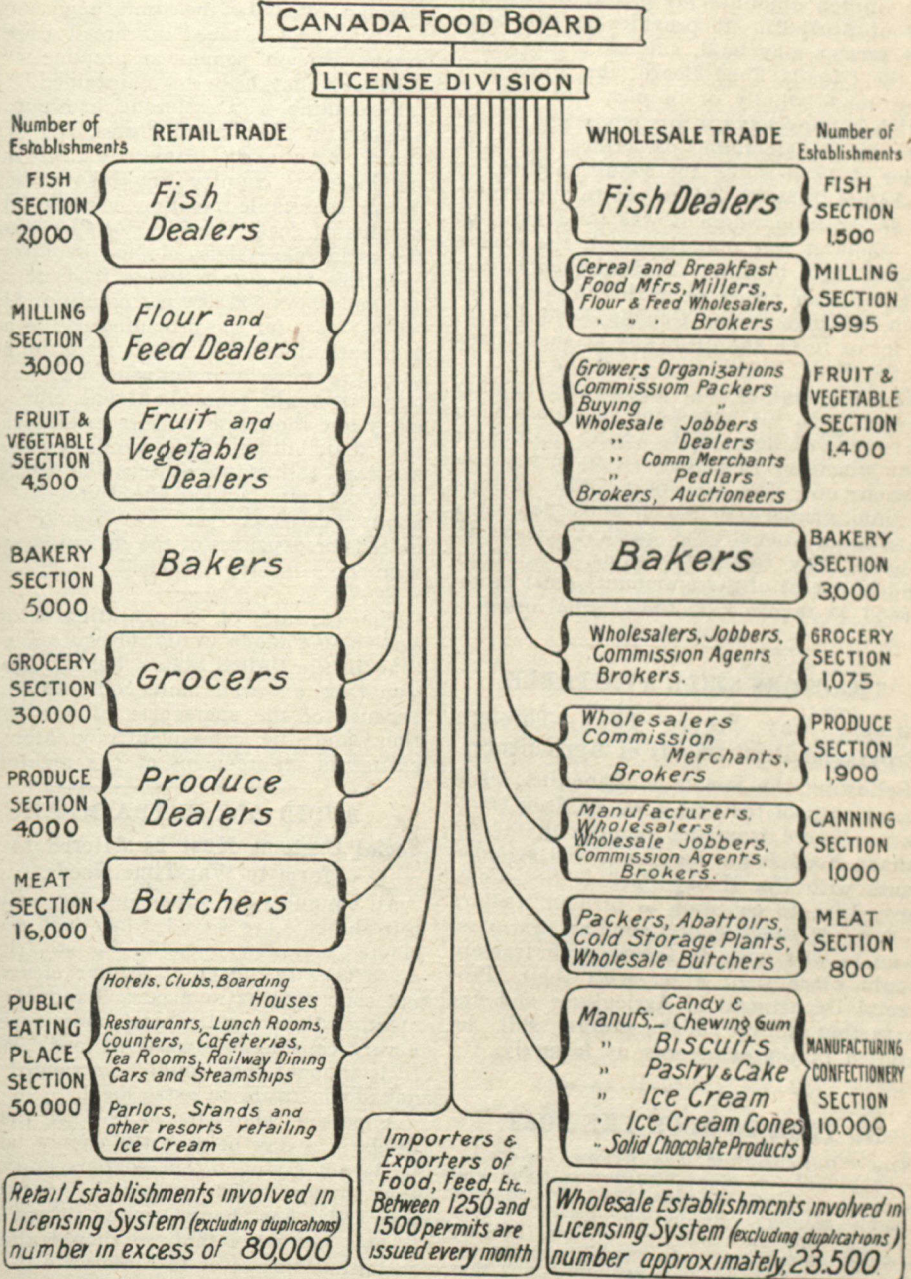 CANADA FOOD BOARD
LICENSE DIVISION
Number of
Establishments
RETAIL TRADE
FISH
SECTION
2,000
Fish
Dealers
MILLING
SECTION
3,000
Flour and
Feed Dealers
FRUIT &
VEGETABLE
SECTION
4,500
Fruit and
Vegetable
Dealers
BAKERY
SECTION
5,000
Bakers
GROCERY
SECTION
30.000
Grocers
PRODUCE
SECTION
4,000
Produce
Dealers
MEAT
SECTION
16,000
Butchers
PUBLIC
EATING
PLACE
SECTION
50.000
Hotels, Clubs, Boarding
Houses
Restaurants, Lunch Rooms,
Counters, Cafeterias,
Tea Rooms, Railway Dining
Cars and Steamships
Parlors, Stands and
other resorts retailing
Ice Cream
WHOLESALE TRADE
Number of
Establishments
Fish Dealers
FISH
SECTION
1,500
Cereal and Breakfast
Food Mfrs, Millers,
Flour & Feed Wholesalers,
" " " Brokers
MILLING
SECTION
1,995
Growers Organizations
Commissiom Packers
Buying "
Wholesale Jobbers
" Dealers
" Comm Merchants
" Pedlars
Brokers, Auctioneers
FRUIT &
VEGETABLE
SECTION
1.400
Bakers
BAKERY
SECTION
3,000
Wholesalers, Jobbers,
Commission Agents
Brokers.
GROCERY
SECTION
1,075
Wholesalers
Commission
Merchants,
Brokers
PRODUCE
SECTION
1,900
Manufacturers,
Wholesalers,
Wholesale Jobbers,
Commission Agents,
Brokers.
CANNING
SECTION
1,000
Packers, Abattoirs,
Cold Storage Plants,
Wholesale Butchers
MEAT
SECTION
800
Candy &
Manufs. Chewing Gum
" Biscuits
" Pastry & Cake
" Ice Cream
" Ice Cream Cones
" Solid Chocolate Products
MANUFACTURING
CONFECTIONERY
SECTION
10.000
Retail Establishments involved in
Licensing System (excluding duplications)
number in excess of 80,000
Importers &
Exporters of
Food, Feed, Etc.
Between 1250 and
1500 permits are
issued every month
Wholesale Establishments involved in
Licensing System (excluding duplications)
number approximately, 23.500